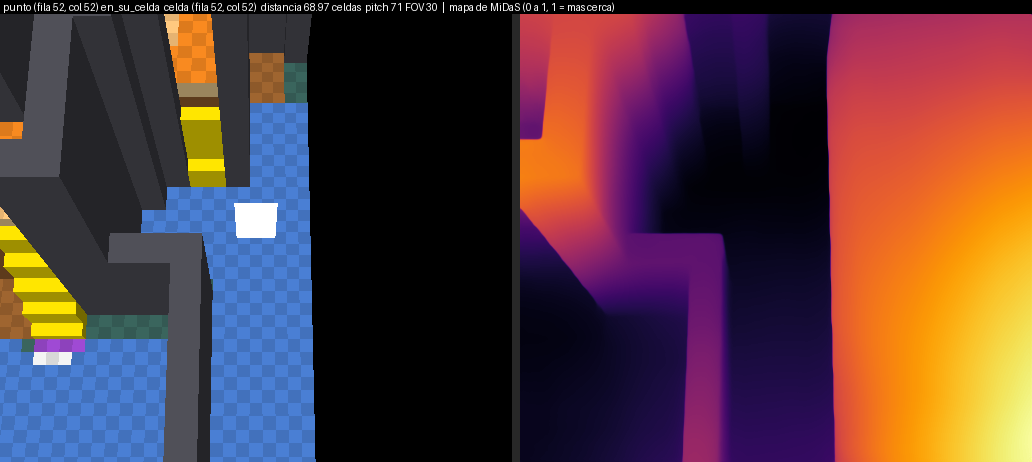 punto (fila 52, col 52) en_su_celda celda (fila 52, col 52) distancia 68.97 celdas pitch 71 FOV 30 | mapa de MiDaS (0 a 1, 1 = mas cerca)